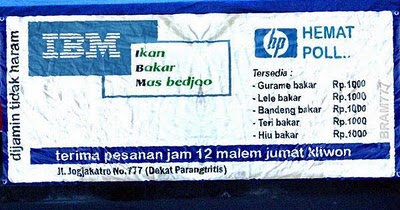 dijamin tidak haram
IBM
Ikan
Bakar
Mas bedjoo
hp
HEMAT
POLL..
Tersedia :
- Gurame bakar Rp.1000
- Lele bakar Rp.1000
- Bandeng bakar Rp.1000
- Teri bakar Rp.1000
- Hiu bakar Rp.1000
BRAM777
terima pesanan jam 12 malem jumat kliwon
Jl. Jogjakatro No.777 (Dekat Parangtritis)